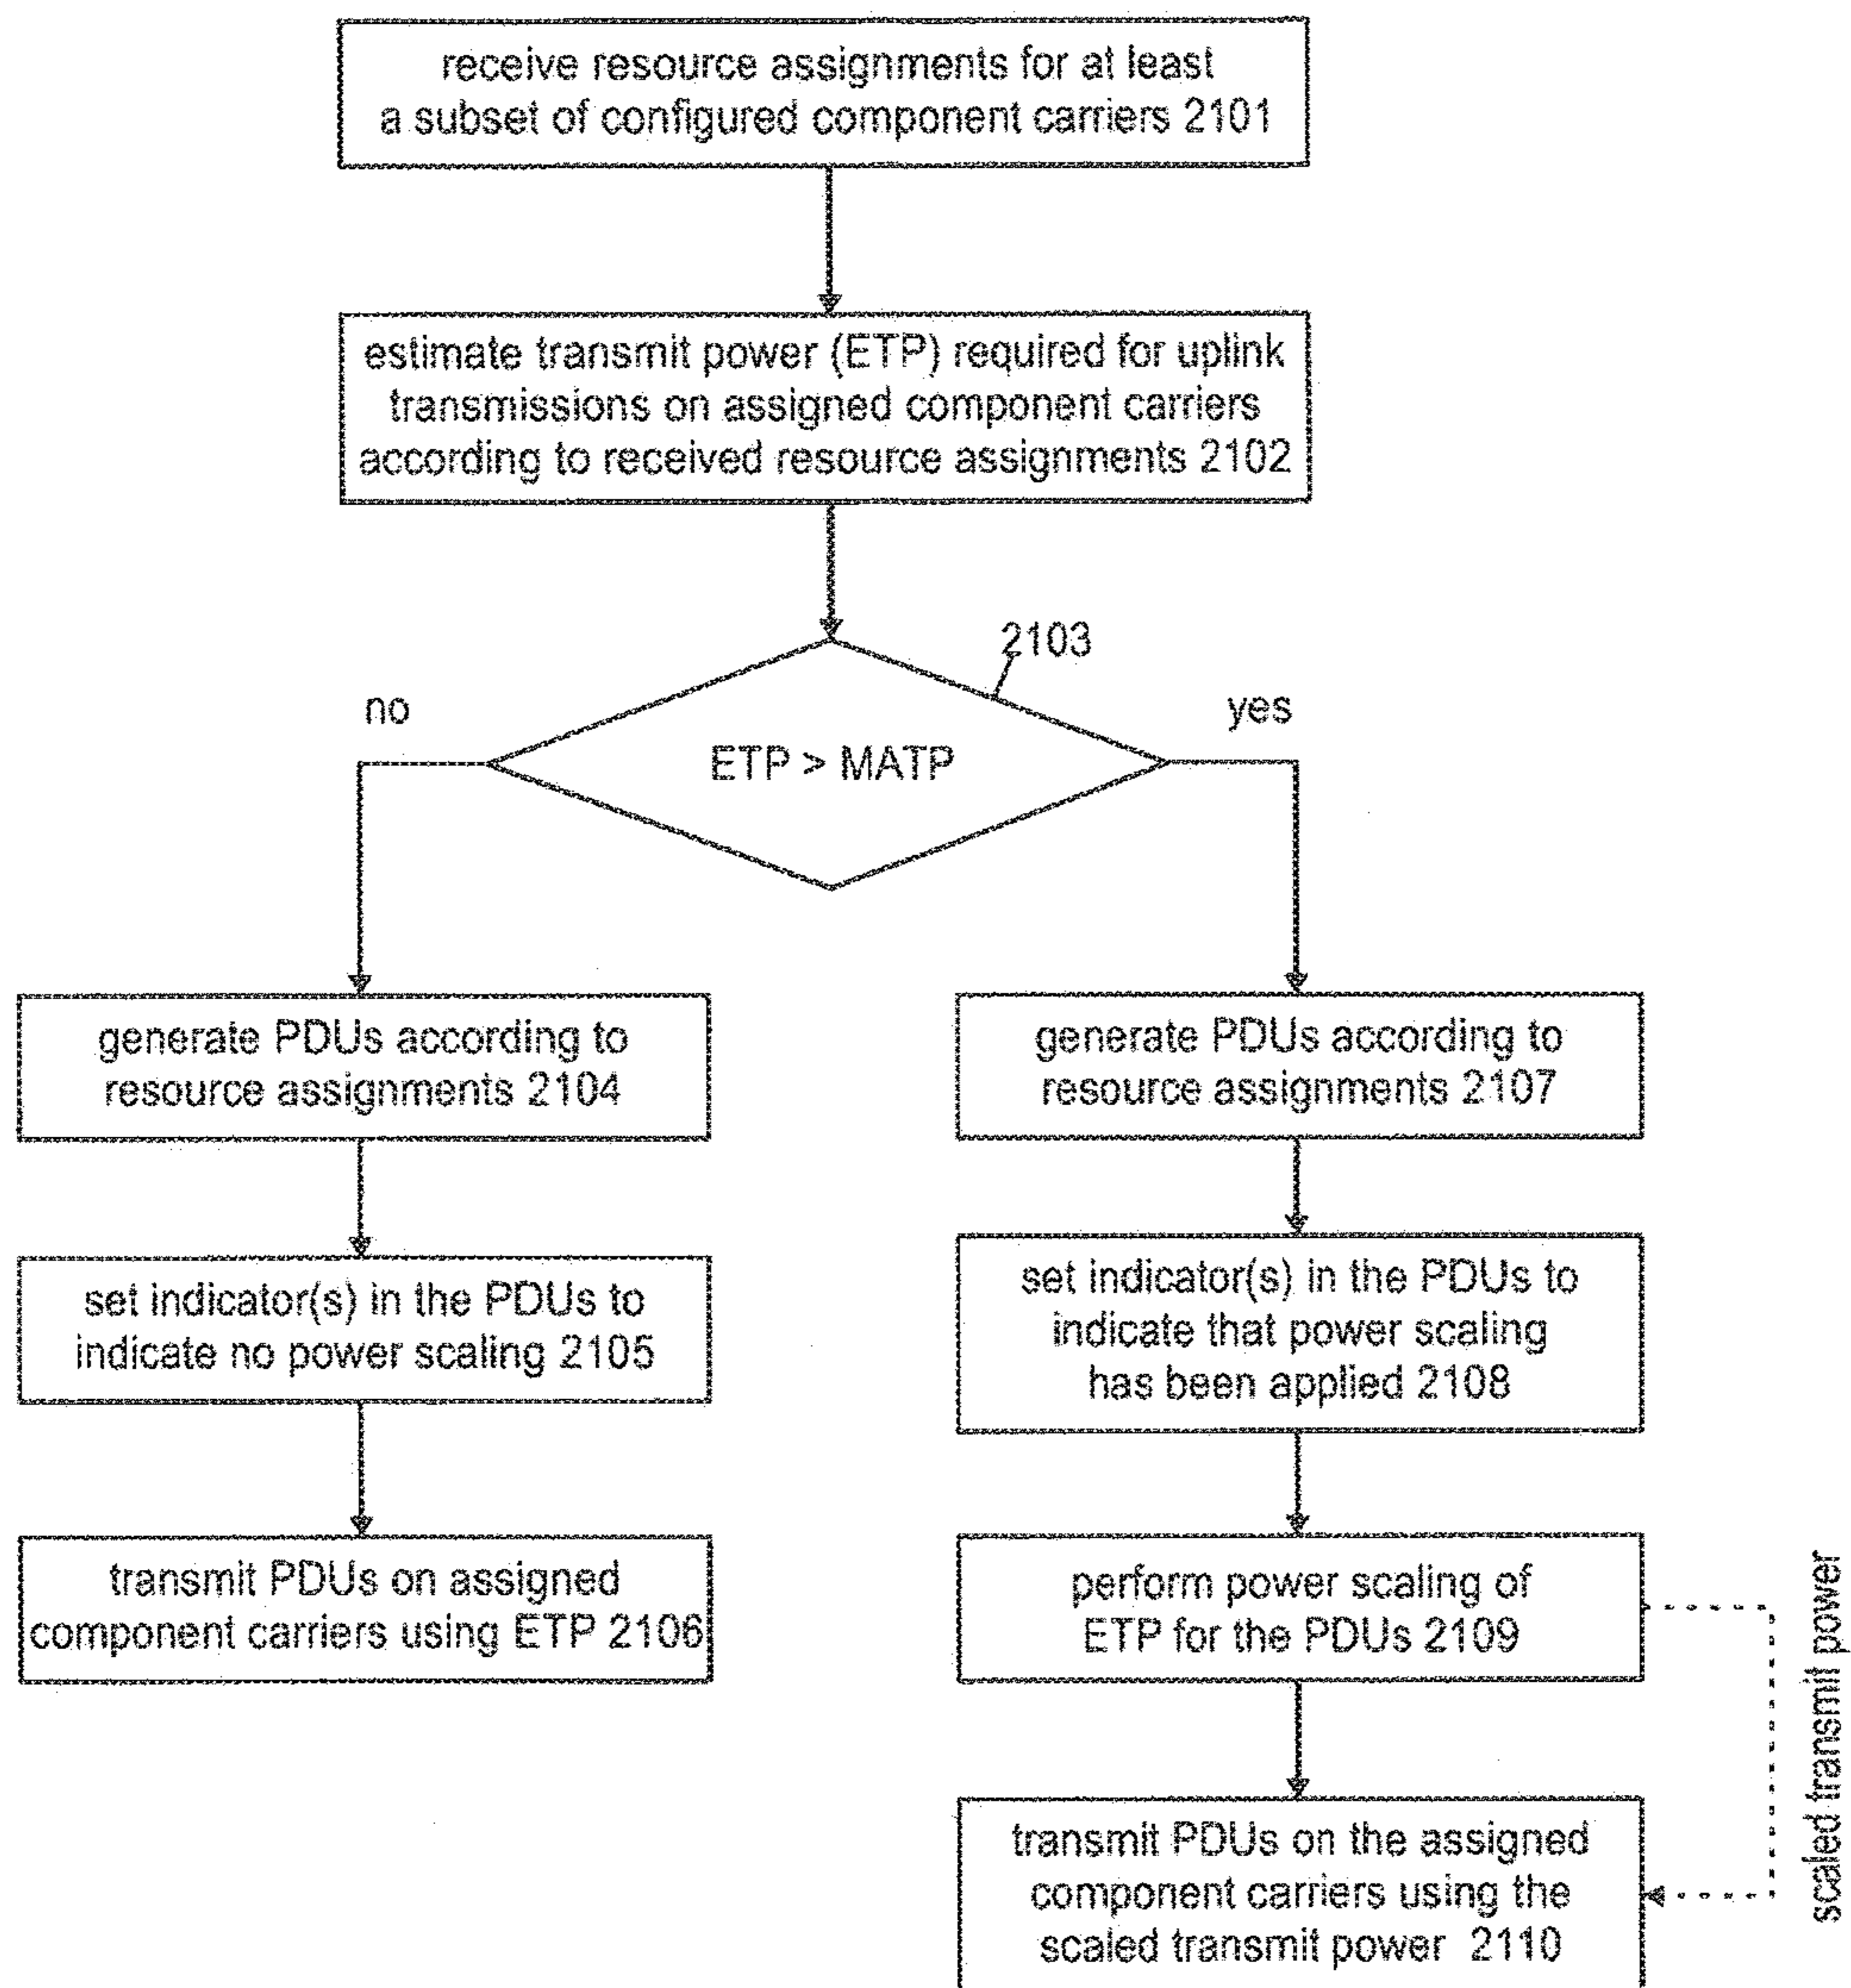 receive resource assignments for at least
a subset of configured component carriers 2101
estimate transmit power (ETP) required for uplink
transmissions on assigned component carriers
according to received resource assignments 2102
2103
no
yes
ETP > MATP
generate PDUs according to
resource assignments 2104
generate PDUs according to
resource assignments 2107
set indicator(s) in the PDUs to
indicate no power scaling 2105
set indicator(s) in the PDUs to
indicate that power scaling
has been applied 2108
transmit PDUs on assigned
component carriers using ETP 2106
perform power scaling of
ETP for the PDUs 2109
scaled transmit power
transmit PDUs on the assigned
component carriers using the
scaled transmit power 2110